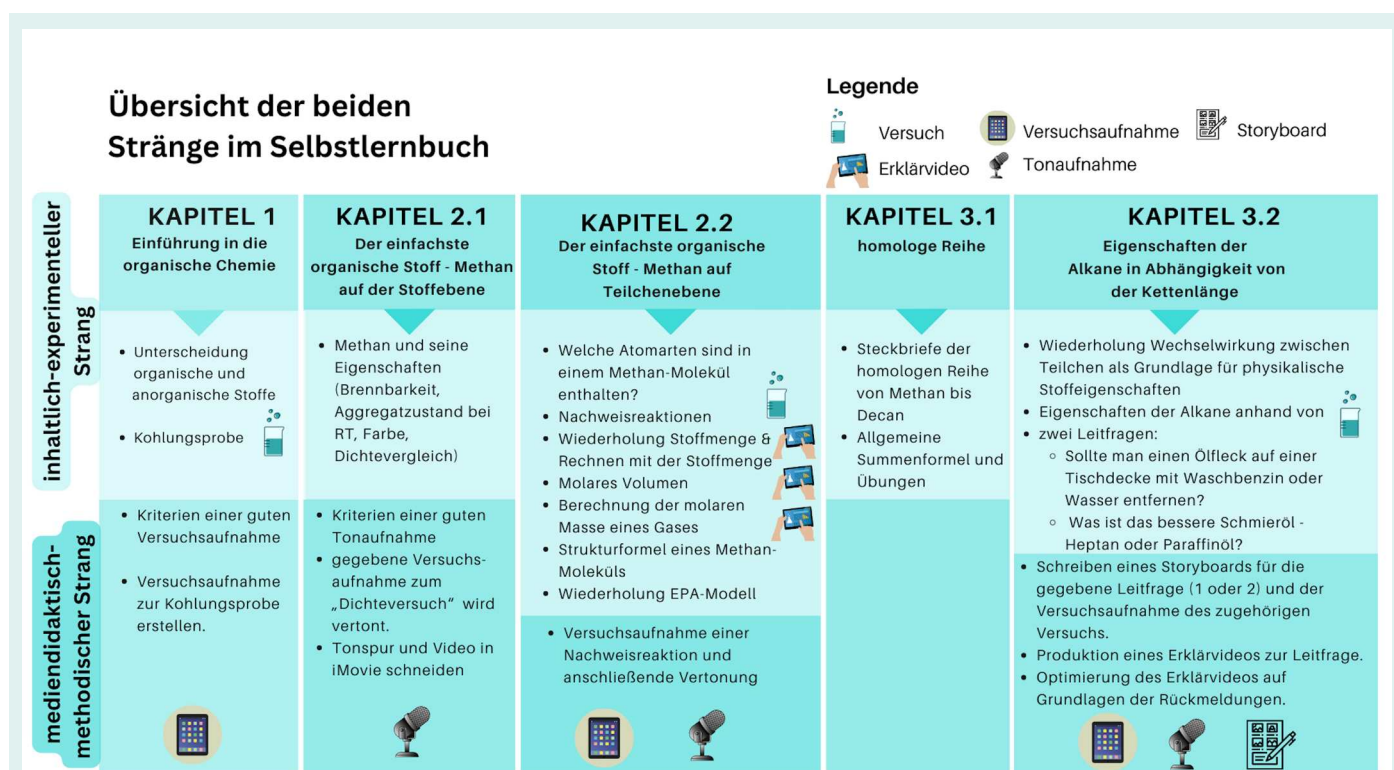 Übersicht der beiden
Stränge im Selbstlernbuch
Legende
Versuch
Versuchsaufnahme
Storyboard
Erklärvideo
Tonaufnahme
inhaltlich-experimenteller
Strang
KAPITEL 1
Einführung in die
organische Chemie
• Unterscheidung
organische und
anorganische Stoffe
• Kohlungsprobe
KAPITEL 2.1
Der einfachste
organische Stoff - Methan
auf der Stoffebene
• Methan und seine
Eigenschaften
(Brennbarkeit,
Aggregatzustand bei
RT, Farbe,
Dichtevergleich)
KAPITEL 2.2
Der einfachste organische
Stoff - Methan auf
Teilchenebene
• Welche Atomarten sind in
einem Methan-Molekül
enthalten?
• Nachweisreaktionen
• Wiederholung Stoffmenge &
Rechnen mit der Stoffmenge
• Molares Volumen
• Berechnung der molaren
Masse eines Gases
• Strukturformel eines Methan-
Moleküls
• Wiederholung EPA-Modell
KAPITEL 3.1
homologe Reihe
• Steckbriefe der
homologen Reihe
von Methan bis
Decan
• Allgemeine
Summenformel und
Übungen
KAPITEL 3.2
Eigenschaften der
Alkane in Abhängigkeit von
der Kettenlänge
• Wiederholung Wechselwirkung zwischen
Teilchen als Grundlage für physikalische
Stoffeigenschaften
• Eigenschaften der Alkane anhand von
• zwei Leitfragen:
◦ Sollte man einen Ölfleck auf einer
Tischdecke mit Waschbenzin oder
Wasser entfernen?
◦ Was ist das bessere Schmieröl -
Heptan oder Paraffinöl?
mediendidaktisch-
methodischer Strang
• Kriterien einer guten
Versuchsaufnahme
• Versuchsaufnahme
zur Kohlungsprobe
erstellen.
• Kriterien einer guten
Tonaufnahme
• gegebene Versuchs-
aufnahme zum
„Dichteversuch“ wird
vertont.
• Tonspur und Video in
iMovie schneiden
• Versuchsaufnahme einer
Nachweisreaktion und
anschließende Vertonung
• Schreiben eines Storyboards für die
gegebene Leitfrage (1 oder 2) und der
Versuchsaufnahme des zugehörigen
Versuchs.
• Produktion eines Erklärvideos zur Leitfrage.
• Optimierung des Erklärvideos auf
Grundlagen der Rückmeldungen.